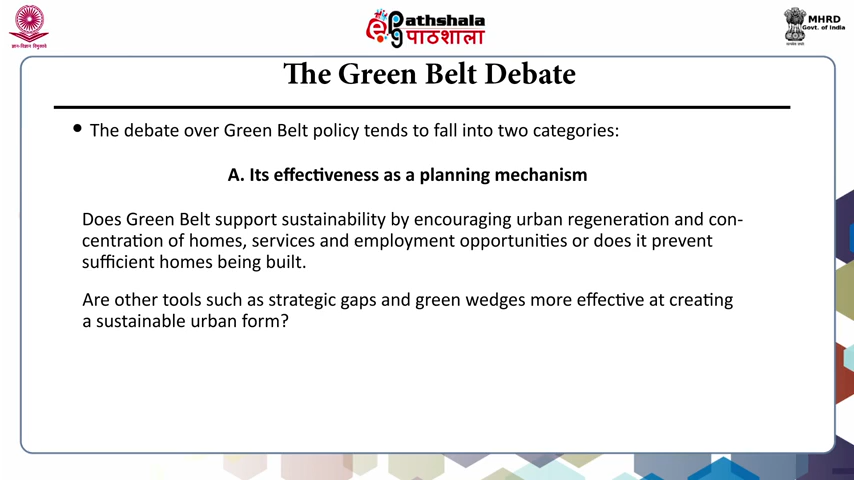 ePathshala
पाठशाला
MHRD
Govt. of India
The Green Belt Debate
• The debate over Green Belt policy tends to fall into two categories:
A. Its effectiveness as a planning mechanism
Does Green Belt support sustainability by encouraging urban regeneration and con-
centration of homes, services and employment opportunities or does it prevent
sufficient homes being built.
Are other tools such as strategic gaps and green wedges more effective at creating
a sustainable urban form?